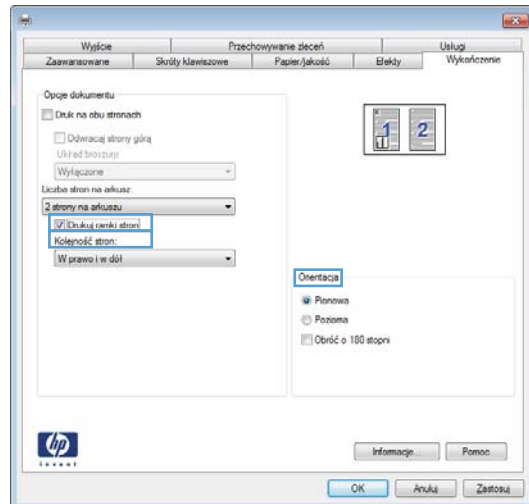 Wyjście Przechowywanie zleceń Usługi
Zaawansowane Skróty klawiszowe Papier/jakość Efekty Wykończenie
Opcje dokumentu
Druk na obu stronach
Odwracaj strony górą
Układ broszury:
Wyłączone
Liczba stron na arkusz:
2 strony na arkuszu
Drukuj ramki stron
Kolejność stron:
W prawo i w dół
1 2
Orientacja
Pionowa
Pozioma
Obróć o 180 stopni
hp
invent
Informacje... Pomoc
OK Anuluj Zastosuj